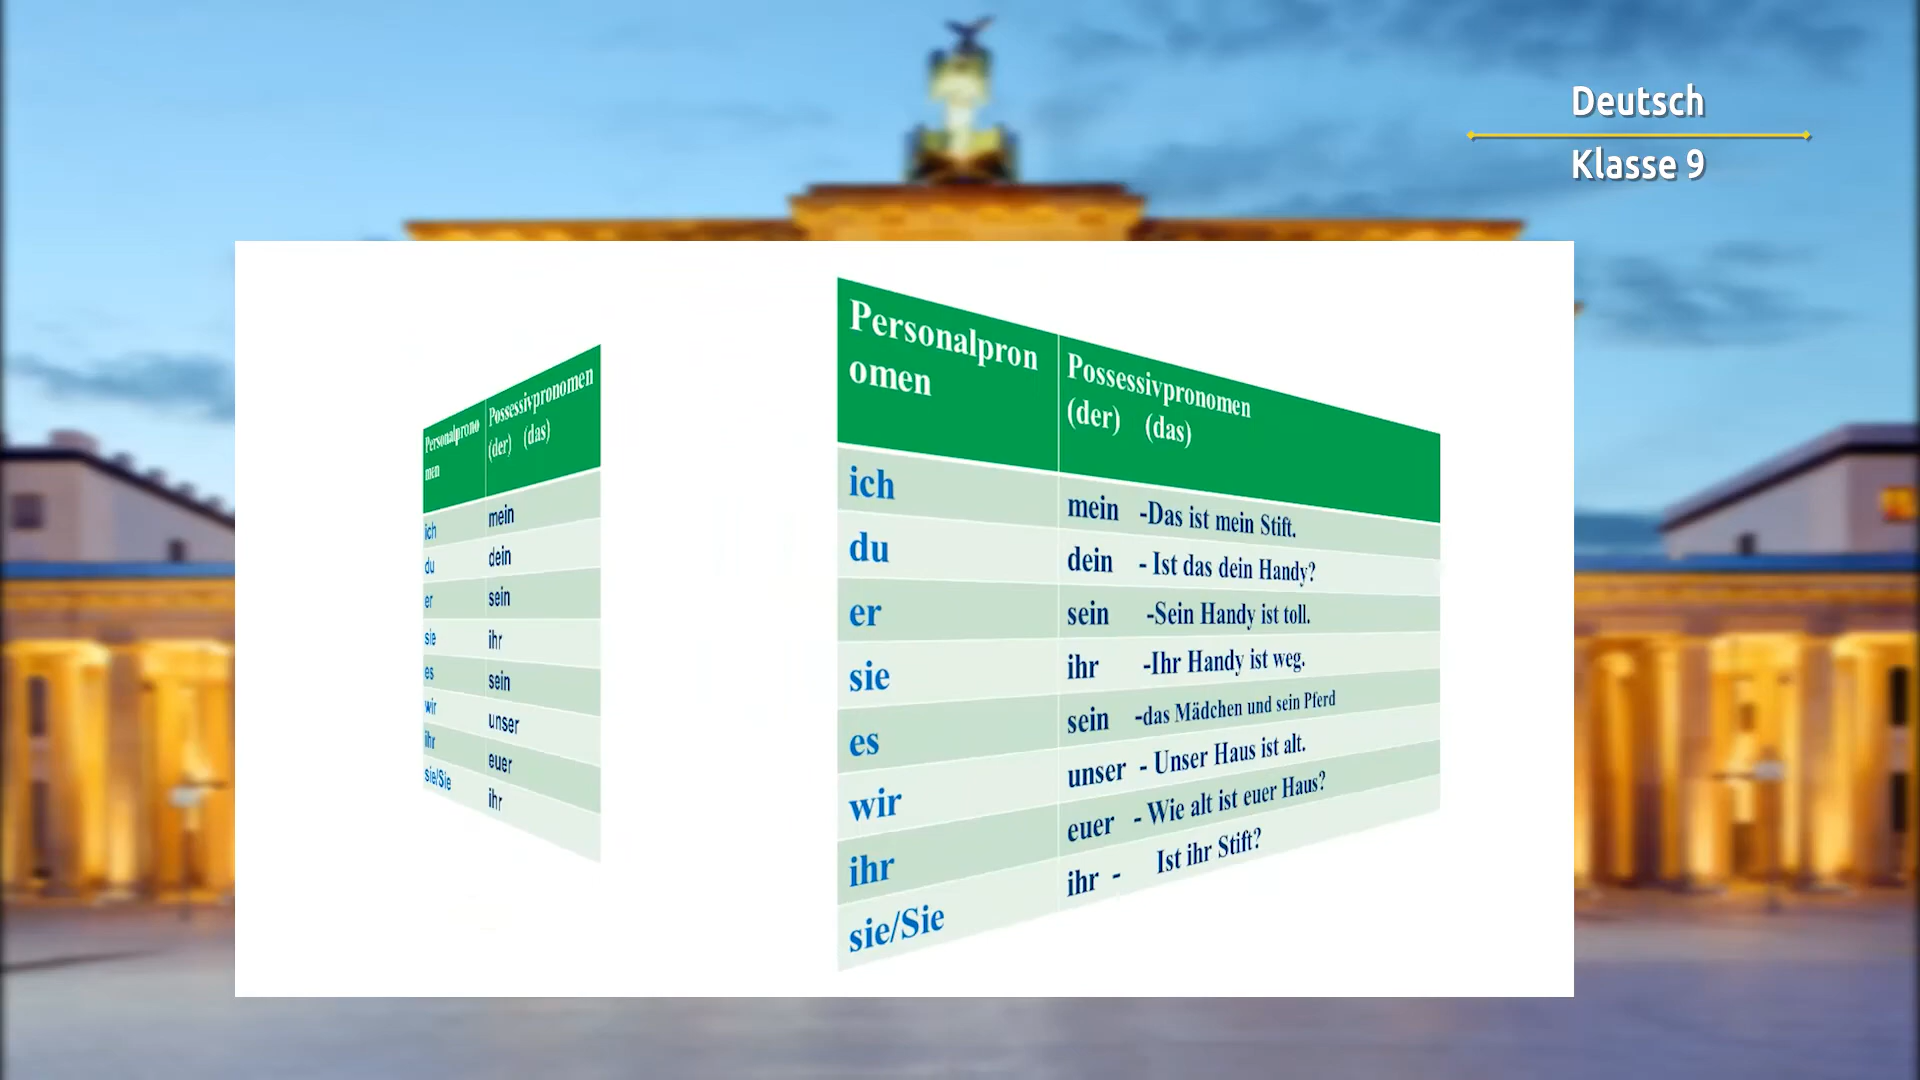 Deutsch
Klasse 9
Personalprono
men
Possessivpronomen
(der) (das)
ich mein
du dein
er sein
sie ihr
es sein
wir unser
ihr euer
sie/Sie ihr
Personalpron
omen
Possessivpronomen
(der) (das)
ich mein -Das ist mein Stift.
du dein - Ist das dein Handy?
er sein -Sein Handy ist toll.
sie ihr -Ihr Handy ist weg.
es sein -das Mädchen und sein Pferd
wir unser - Unser Haus ist alt.
ihr euer - Wie alt ist euer Haus?
sie/Sie ihr - Ist ihr Stift?